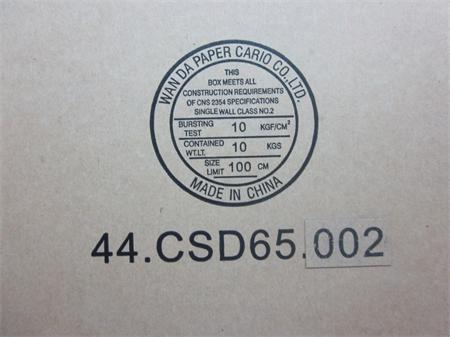 WAN DA PAPER CARIO CO.,LTD.
THIS
BOX MEETS ALL
CONSTRUCTION REQUIREMENTS
OF CNS 2354 SPECIFICATIONS
SINGLE WALL CLASS NO.2
BURSTING TEST 10 KGF/CM²
CONTAINED WT.LT. 10 KGS
SIZE LIMIT 100 CM
MADE IN CHINA
44.CSD65.002